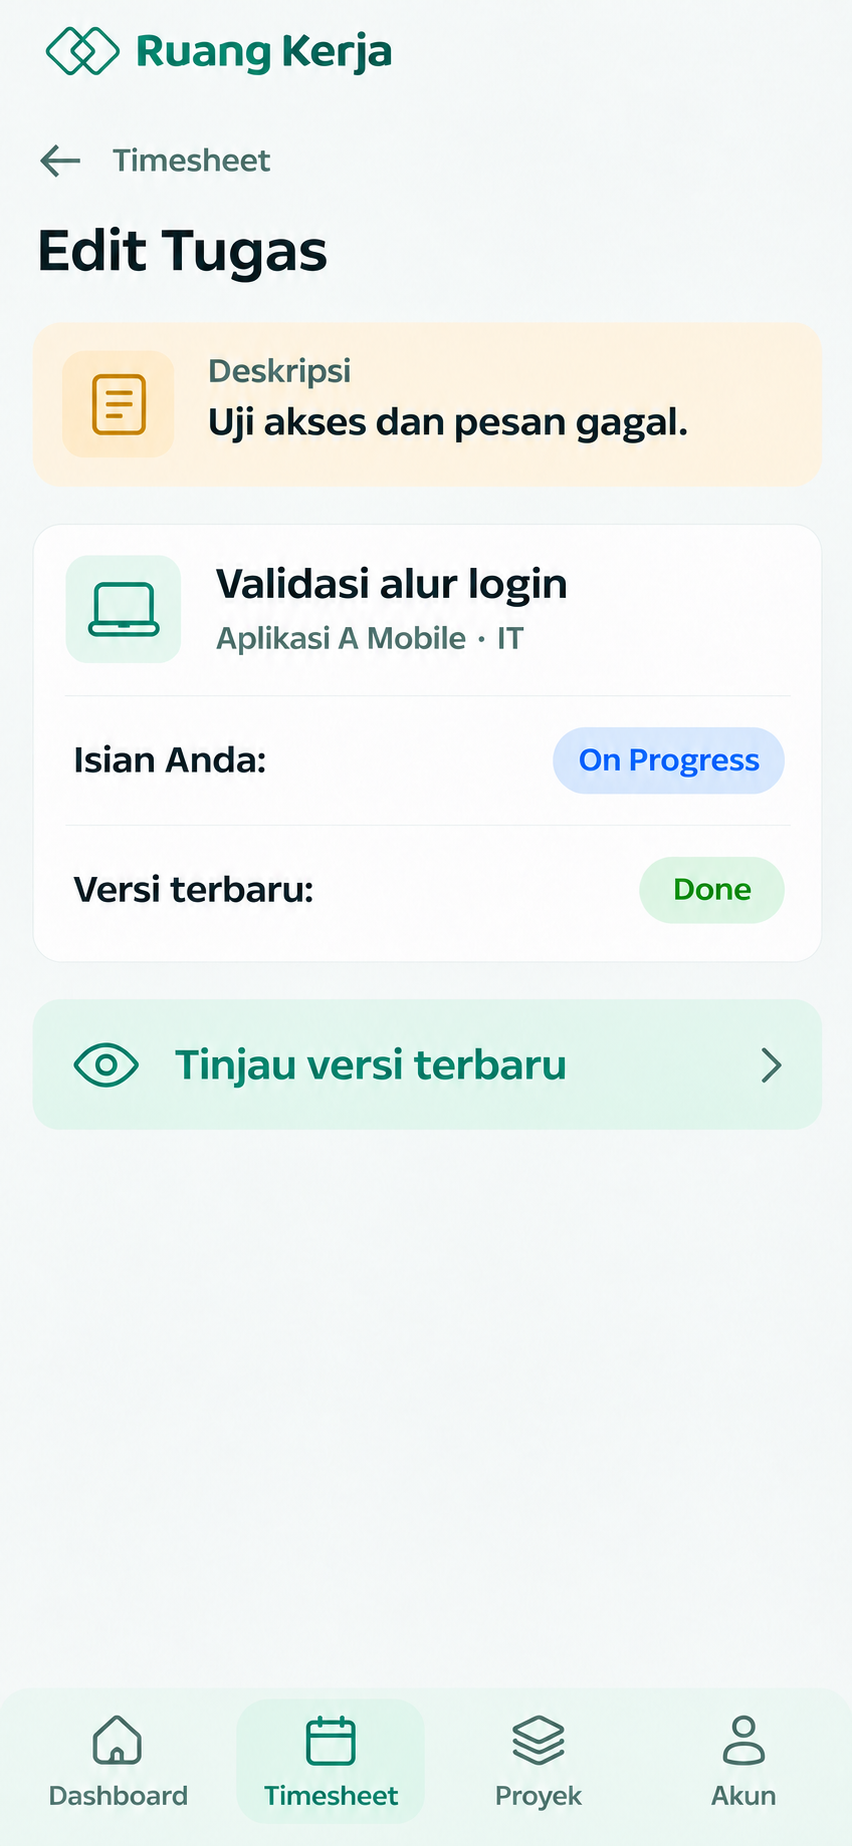 Ruang Kerja
Timesheet
Edit Tugas
Deskripsi
Uji akses dan pesan gagal.
Validasi alur login
Aplikasi A Mobile · IT
Isian Anda:
On Progress
Versi terbaru:
Done
Tinjau versi terbaru
Dashboard
Timesheet
Proyek
Akun